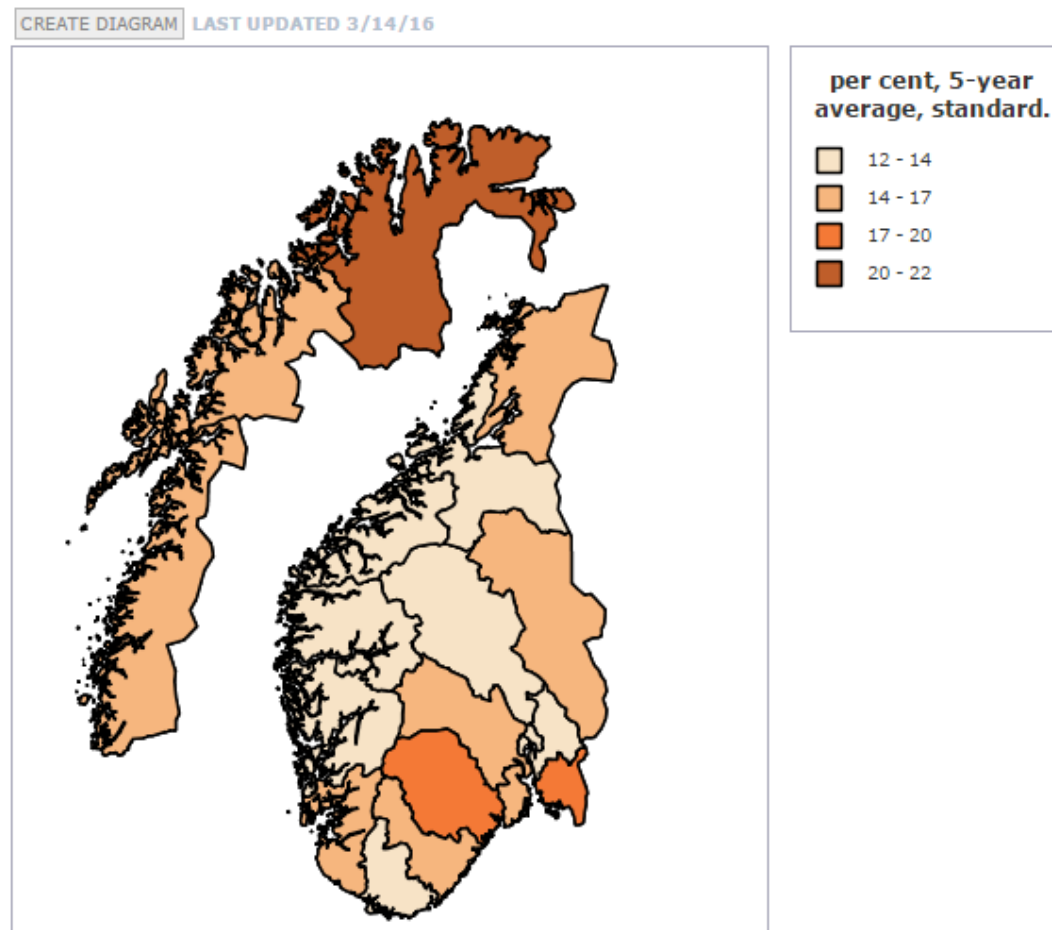 CREATE DIAGRAM LAST UPDATED 3/14/16
per cent, 5-year
average, standard.
12 - 14
14 - 17
17 - 20
20 - 22